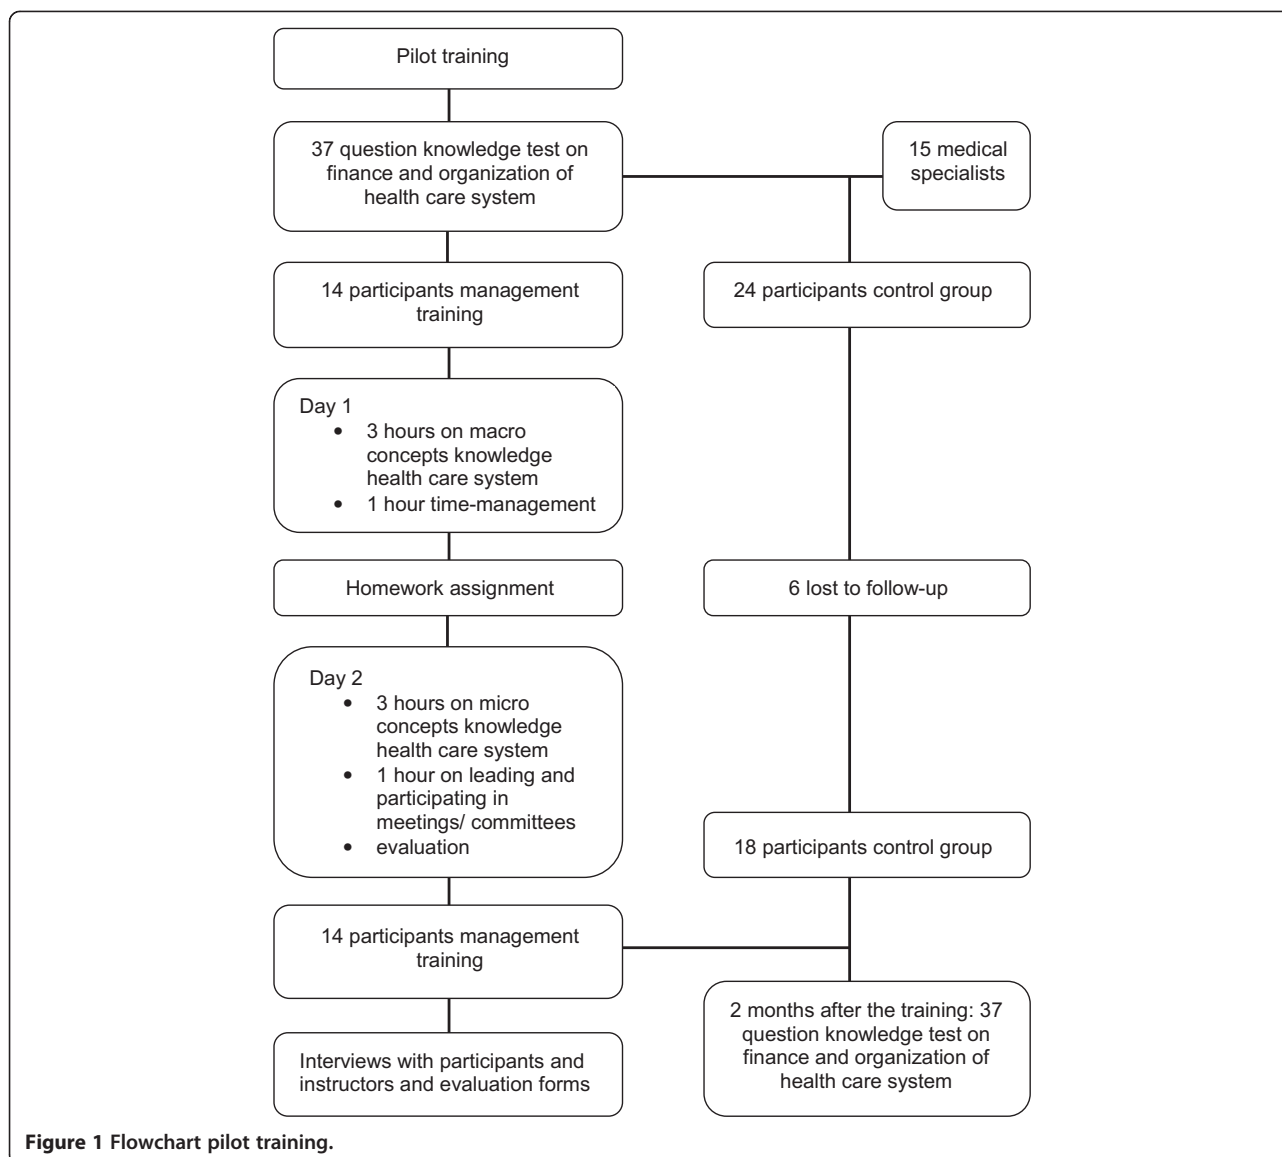 Pilot training
37 question knowledge test on
finance and organization of
health care system
15 medical
specialists
14 participants management
training
24 participants control group
Day 1
• 3 hours on macro
concepts knowledge
health care system
• 1 hour time-management
Homework assignment
6 lost to follow-up
Day 2
• 3 hours on micro
concepts knowledge
health care system
• 1 hour on leading and
participating in
meetings/ committees
• evaluation
18 participants control group
14 participants management
training
2 months after the training: 37
question knowledge test on
finance and organization of
health care system
Interviews with participants and
instructors and evaluation forms
Figure 1 Flowchart pilot training.